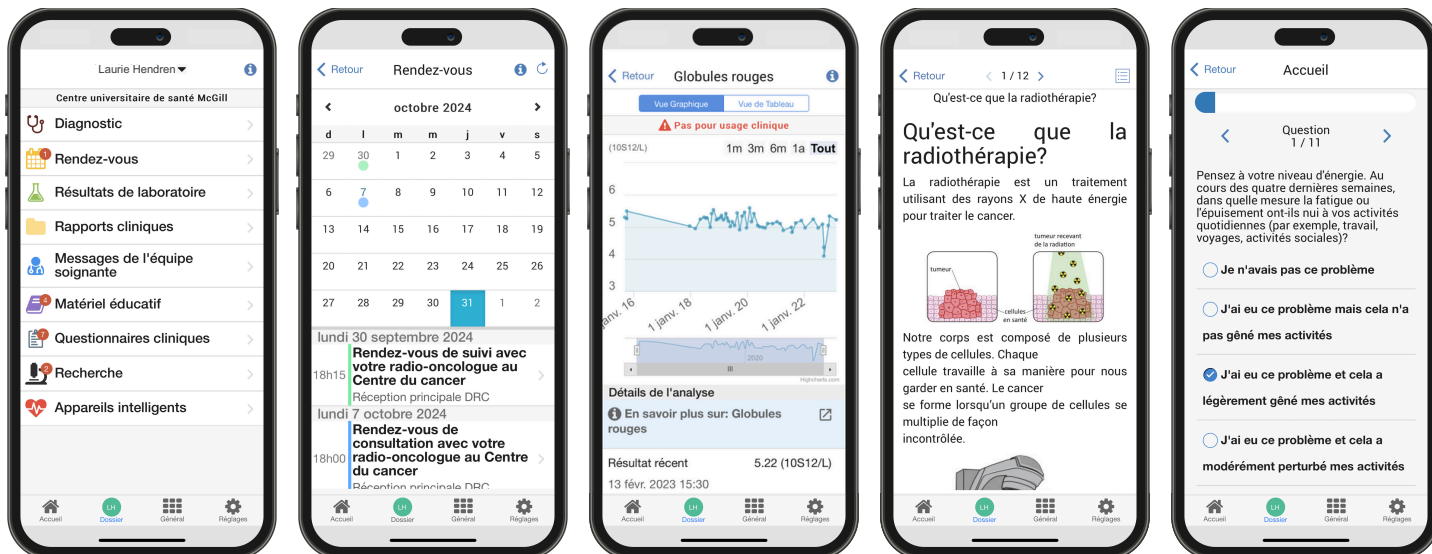 Laurie Hendren
Centre universitaire de santé McGill
Diagnostic
1
Rendez-vous
Résultats de laboratoire
Rapports cliniques
Messages de l'équipe
soignante
4
Matériel éducatif
7
Questionnaires cliniques
2
Recherche
Appareils intelligents
LH
Accueil Dossier Général Réglages
Retour Rendez-vous
octobre 2024
d l m m j v s
29 30 1 2 3 4 5
6 7 8 9 10 11 12
13 14 15 16 17 18 19
20 21 22 23 24 25 26
27 28 29 30 31 1 2
lundi 30 septembre 2024
18h15
Rendez-vous de suivi avec
votre radio-oncologue au
Centre du cancer
Réception principale DRC
lundi 7 octobre 2024
18h00
Rendez-vous de
consultation avec votre
radio-oncologue au Centre
du cancer
Réception principale DRC
LH
Accueil Dossier Général Réglages
Retour Globules rouges
Vue Graphique Vue de Tableau
Pas pour usage clinique
(10S12/L) 1m 3m 6m 1a Tout
6
5
4
3
janv. 16 1 janv. 18 1 janv. 20 1 janv. 22
2020
Highcharts.com
Détails de l'analyse
En savoir plus sur: Globules
rouges
Résultat récent 5.22 (10S12/L)
13 févr. 2023 15:30
LH
Accueil Dossier Général Réglages
Retour 1 / 12
Qu'est-ce que la radiothérapie?
Qu'est-ce que la
radiothérapie?
La radiothérapie est un traitement
utilisant des rayons X de haute énergie
pour traiter le cancer.
tumeur recevant
de la radiation
tumeur
cellules
en santé
Notre corps est composé de plusieurs
types de cellules. Chaque
cellule travaille à sa manière pour nous
garder en santé. Le cancer
se forme lorsqu'un groupe de cellules se
multiplie de façon
incontrôlée.
LH
Accueil Dossier Général Réglages
Retour Accueil
Question
1 / 11
Pensez à votre niveau d'énergie. Au
cours des quatre dernières semaines,
dans quelle mesure la fatigue ou
l'épuisement ont-ils nui à vos activités
quotidiennes (par exemple, travail,
voyages, activités sociales)?
Je n'avais pas ce problème
J'ai eu ce problème mais cela n'a
pas gêné mes activités
J'ai eu ce problème et cela a
légèrement gêné mes activités
J'ai eu ce problème et cela a
modérément perturbé mes activités
LH
Accueil Dossier Général Réglages